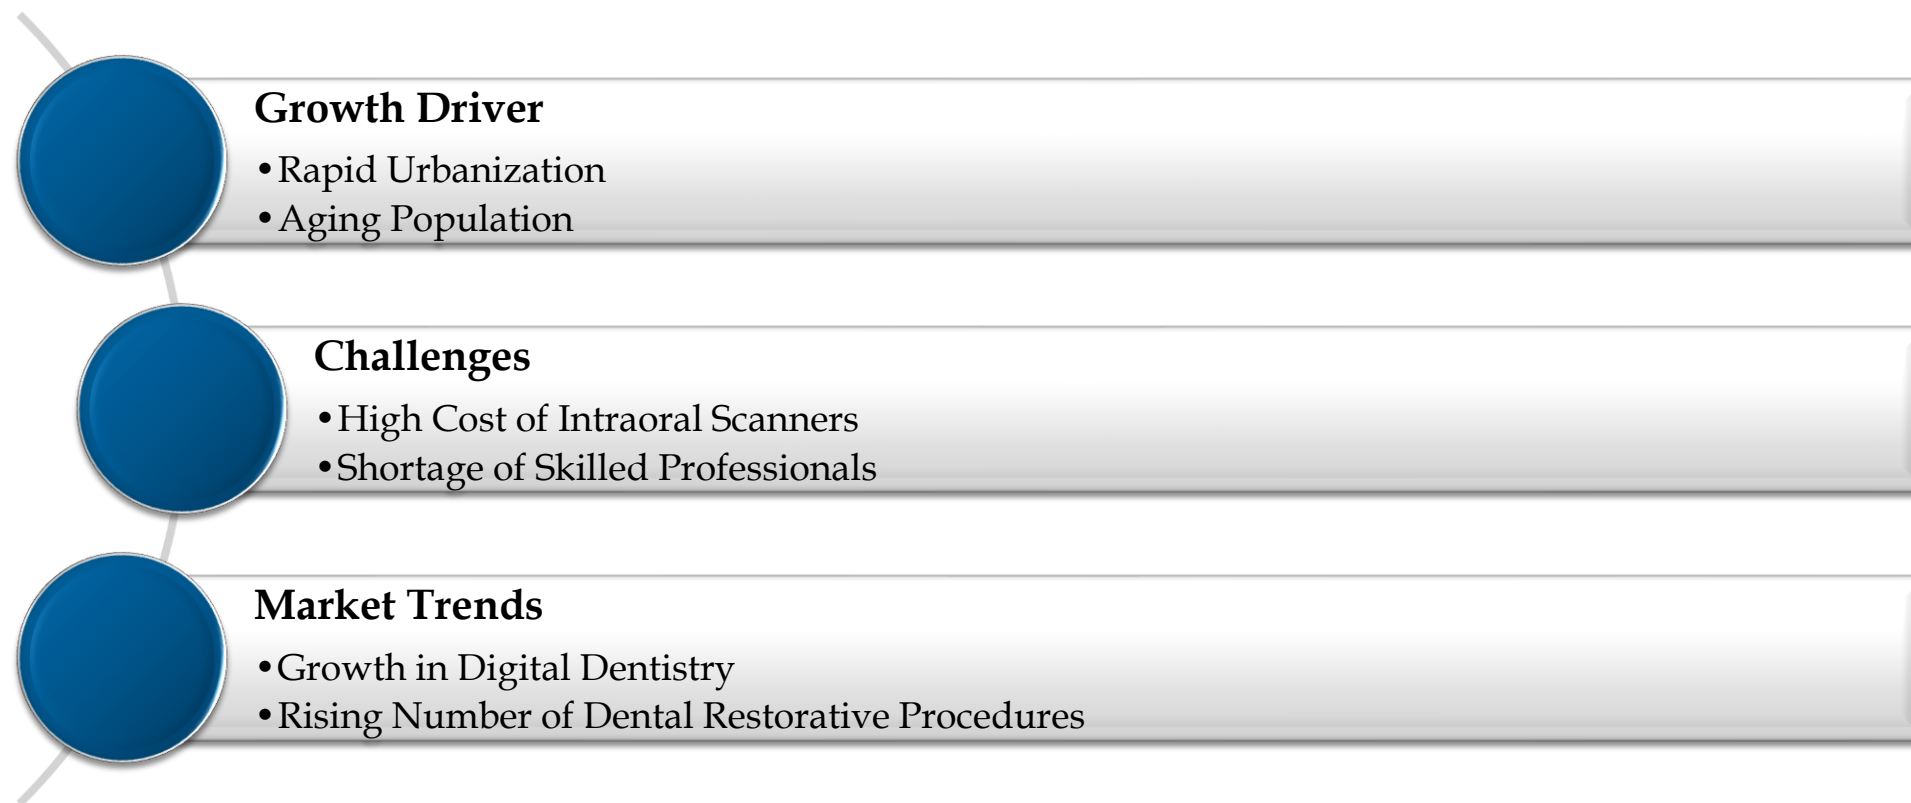 Growth Driver
•Rapid Urbanization
•Aging Population
Challenges
•High Cost of Intraoral Scanners
•Shortage of Skilled Professionals
Market Trends
•Growth in Digital Dentistry
•Rising Number of Dental Restorative Procedures